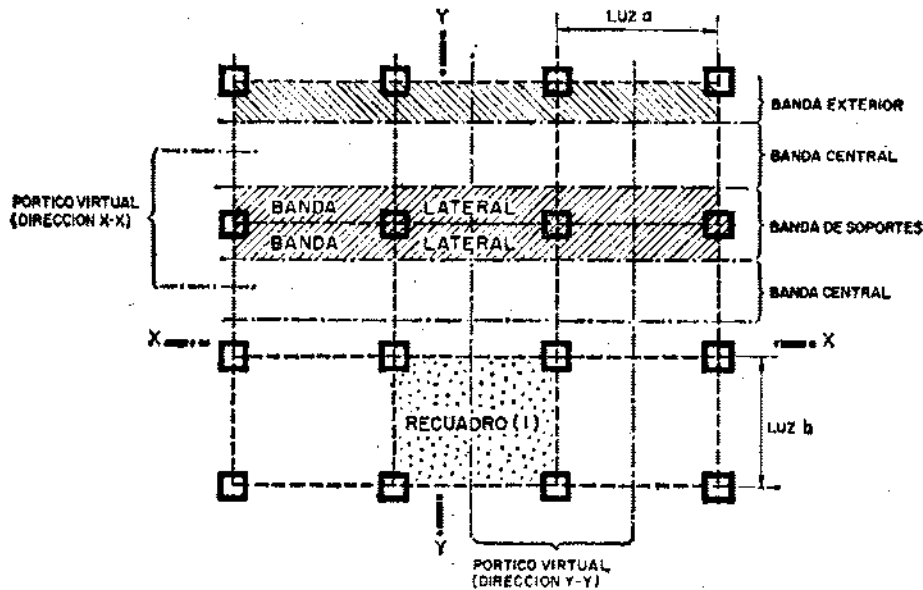 Y
LUZ a
BANDA EXTERIOR
BANDA CENTRAL
PORTICO VIRTUAL
(DIRECCION X-X)
BANDA LATERAL
BANDA LATERAL
BANDA DE SOPORTES
BANDA CENTRAL
X
X
RECUADRO (I)
LUZ b
Y
PORTICO VIRTUAL
(DIRECCION Y-Y)